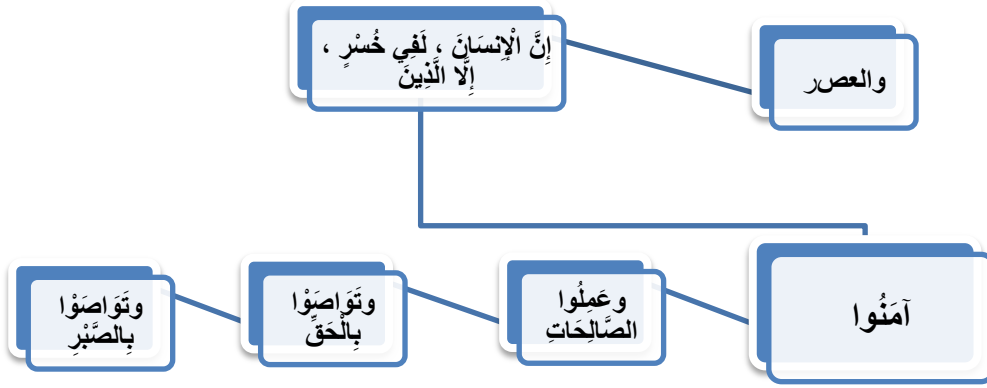 والعصر
إِنَّ الْإِنسَانَ ، لَفِي خُسْرٍ ،
إِلَّا الَّذِينَ
آمَنُوا
وعَمِلُوا
الصَّالِحَاتِ
وتَوَاصَوْا
بِالْحَقِّ
وتَوَاصَوْا
بِالصَّبْرِ